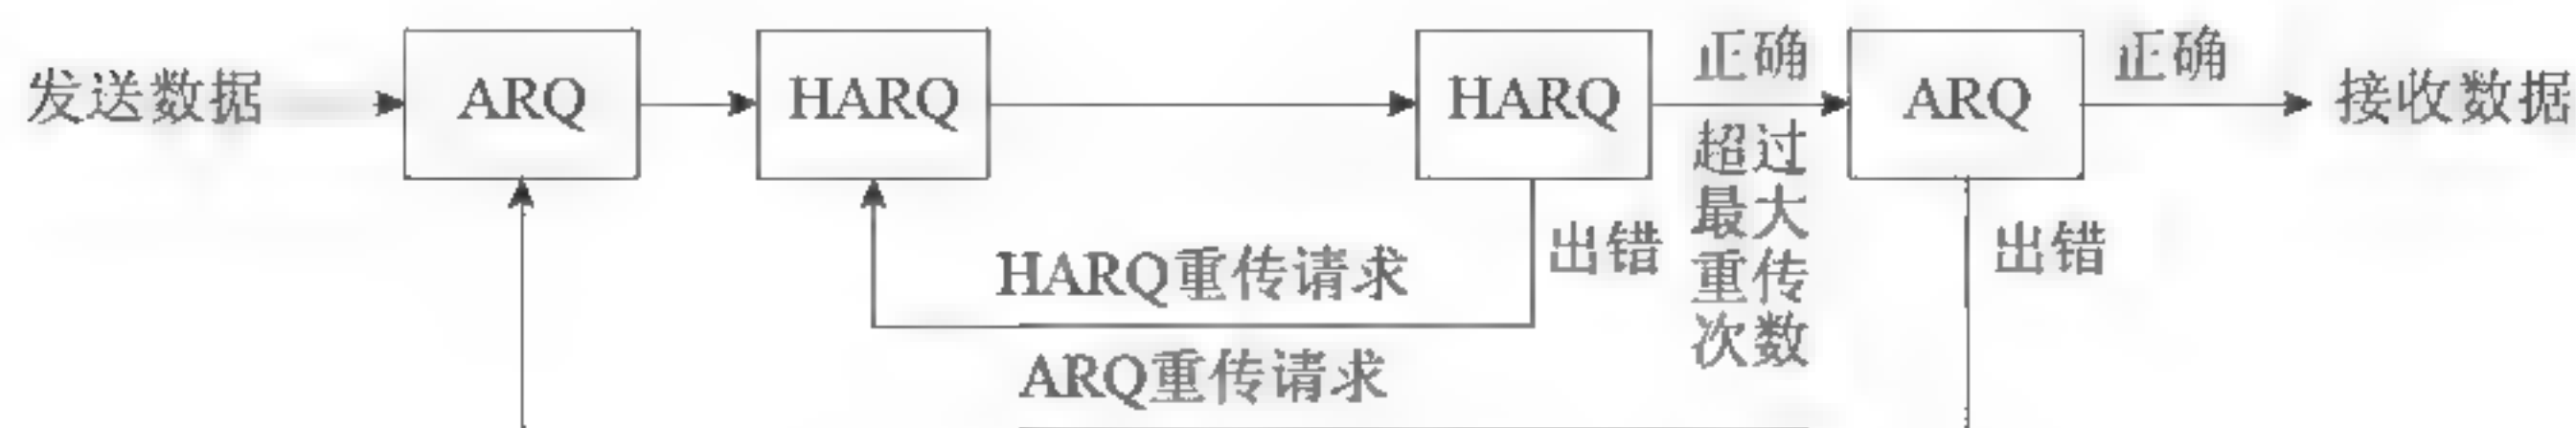 发送数据
ARQ
HARQ
HARQ
正确
超过
最大
重传
次数
ARQ
正确
接收数据
出错
出错
HARQ重传请求
ARQ重传请求